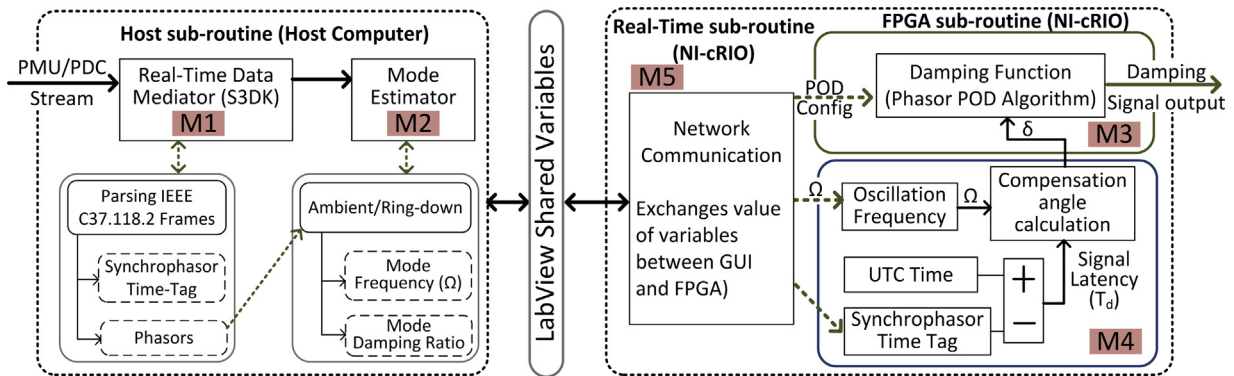 Host sub-routine (Host Computer)
PMU/PDC
Stream
Real-Time Data
Mediator (S3DK)
M1
Mode
Estimator
M2
Parsing IEEE
C37.118.2 Frames
Synchrophasor
Time-Tag
Phasors
Ambient/Ring-down
Mode
Frequency (Ω)
Mode
Damping Ratio
LabView Shared Variables
Real-Time sub-routine
(NI-cRIO)
M5
Network
Communication
Exchanges value
of variables
between GUI
and FPGA)
FPGA sub-routine (NI-cRIO)
POD
Config
Damping Function
(Phasor POD Algorithm)
M3
Damping
Signal output
δ
Ω
Oscillation
Frequency
Ω
Compensation
angle
calculation
UTC Time
Synchrophasor
Time Tag
+
−
Signal
Latency
(Td)
M4